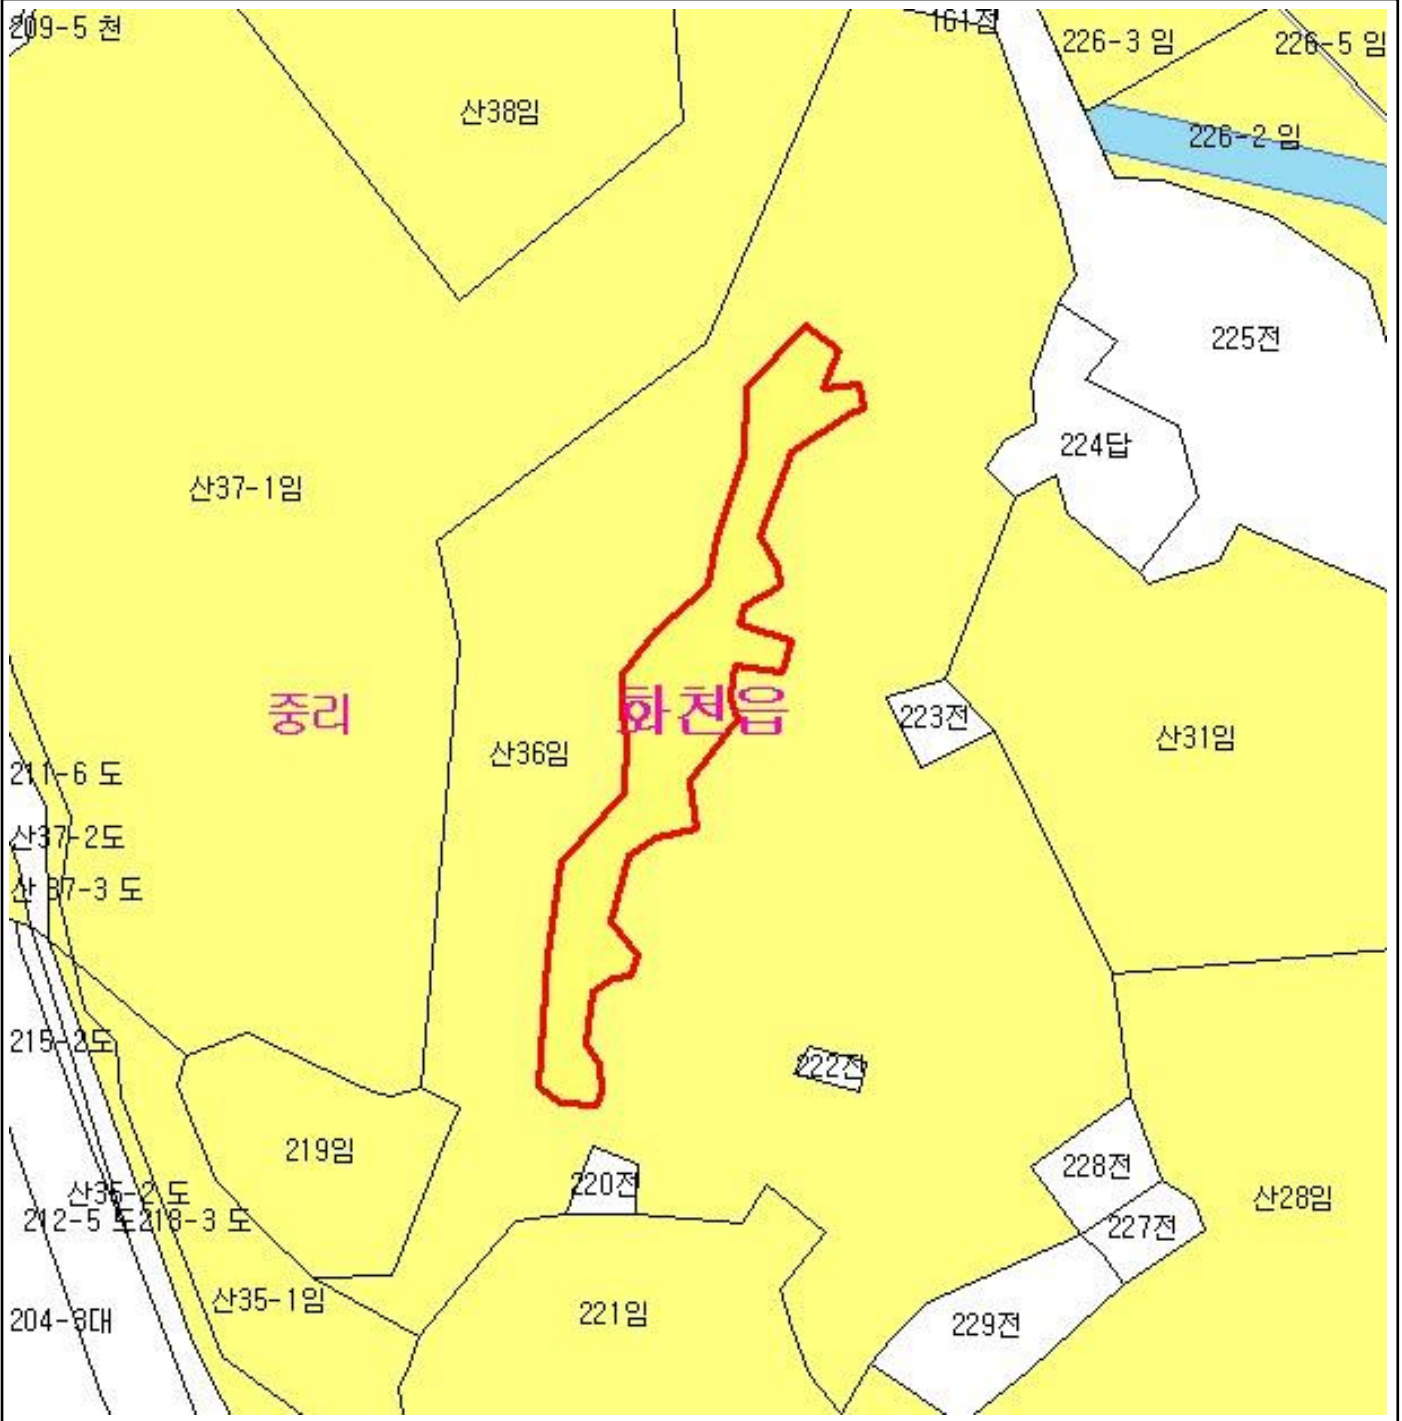 209-5 천
161전
226-3 임
226-5 임
산38임
226-2 임
225전
224답
산37-1임
중리
화천읍
223전
산36임
산31임
211-6 도
산37-2도
산 37-3 도
215-2도
222전
219임
220전
228전
산35-2 도
212-5 도218-3 도
227전
산28임
산35-1임
204-3대
221임
229전